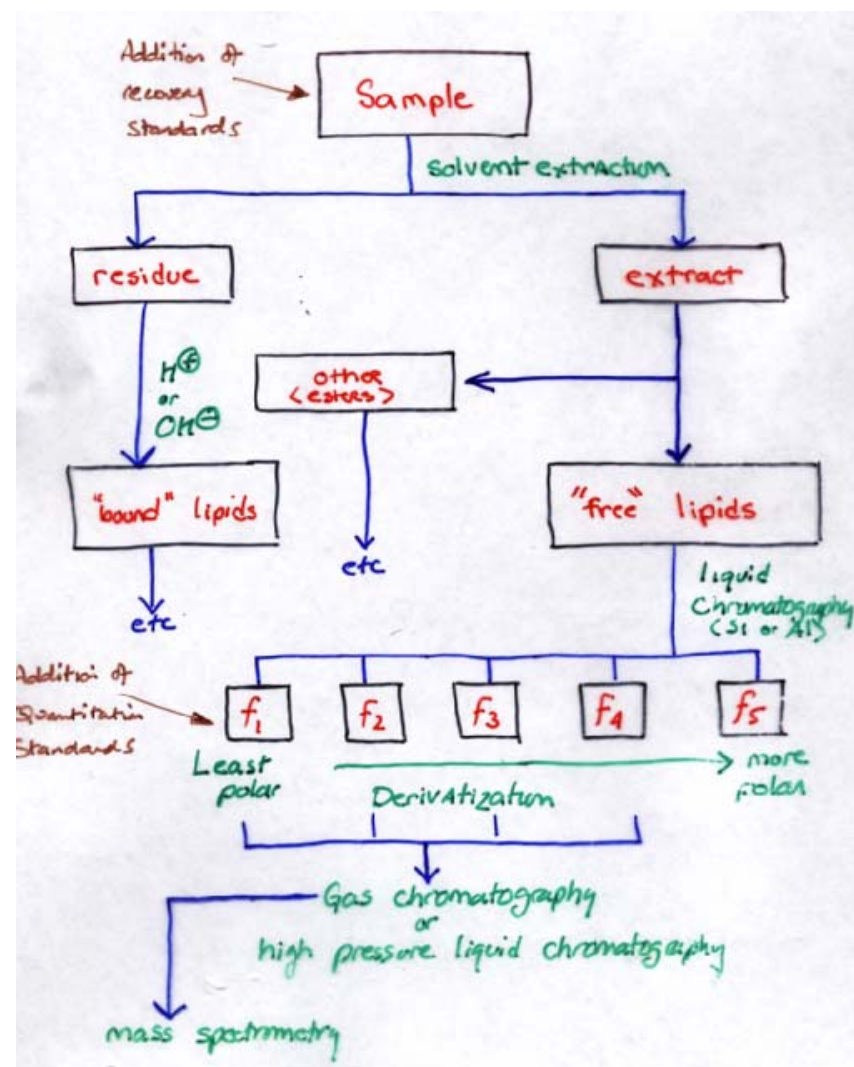 Addition of
recovery
standards
Sample
solvent extraction
residue
extract
H⊕
or
OH⊖
other
<esters>
"bound" lipids
"free" lipids
etc
etc
liquid
chromatography
(Si or Al)
Addition of
Quantitation
Standards
f₁
f₂
f₃
f₄
f₅
Least
polar
more
polar
Derivatization
Gas chromatography
or
high pressure liquid chromatography
mass spectrometry